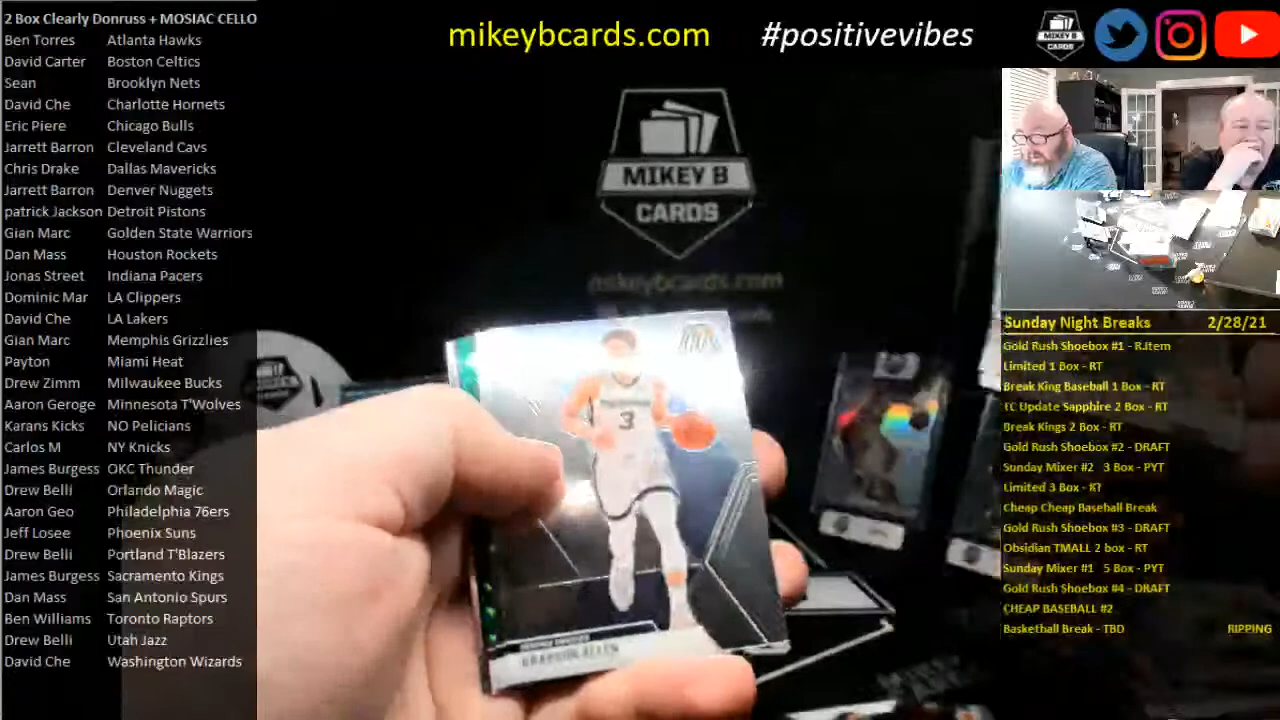 2 Box Clearly Donruss + MOSIAC CELLO
Ben Torres Atlanta Hawks
David Carter Boston Celtics
Sean Brooklyn Nets
David Che Charlotte Hornets
Eric Piere Chicago Bulls
Jarrett Barron Cleveland Cavs
Chris Drake Dallas Mavericks
Jarrett Barron Denver Nuggets
patrick Jackson Detroit Pistons
Gian Marc Golden State Warriors
Dan Mass Houston Rockets
Jonas Street Indiana Pacers
Dominic Mar LA Clippers
David Che LA Lakers
Gian Marc Memphis Grizzlies
Payton Miami Heat
Drew Zimm Milwaukee Bucks
Aaron Geroge Minnesota T'Wolves
Karans Kicks NO Pelicians
Carlos M NY Knicks
James Burgess OKC Thunder
Drew Belli Orlando Magic
Aaron Geo Philadelphia 76ers
Jeff Losee Phoenix Suns
Drew Belli Portland T'Blazers
James Burgess Sacramento Kings
Dan Mass San Antonio Spurs
Ben Williams Toronto Raptors
Drew Belli Utah Jazz
David Che Washington Wizards
mikeybcards.com #positivevibes
MIKEY B
CARDS
MIKEY B
CARDS
mikeybcards.com
3
Sunday Night Breaks 2/28/21
Gold Rush Shoebox #1 - R.Item
Limited 1 Box - RT
Break King Baseball 1 Box - RT
TC Update Sapphire 2 Box - RT
Break Kings 2 Box - RT
Gold Rush Shoebox #2 - DRAFT
Sunday Mixer #2 3 Box - PYT
Limited 3 Box - RT
Cheap Cheap Baseball Break
Gold Rush Shoebox #3 - DRAFT
Obsidian TMALL 2 box - RT
Sunday Mixer #1 5 Box - PYT
Gold Rush Shoebox #4 - DRAFT
CHEAP BASEBALL #2
Basketball Break - TBD RIPPING